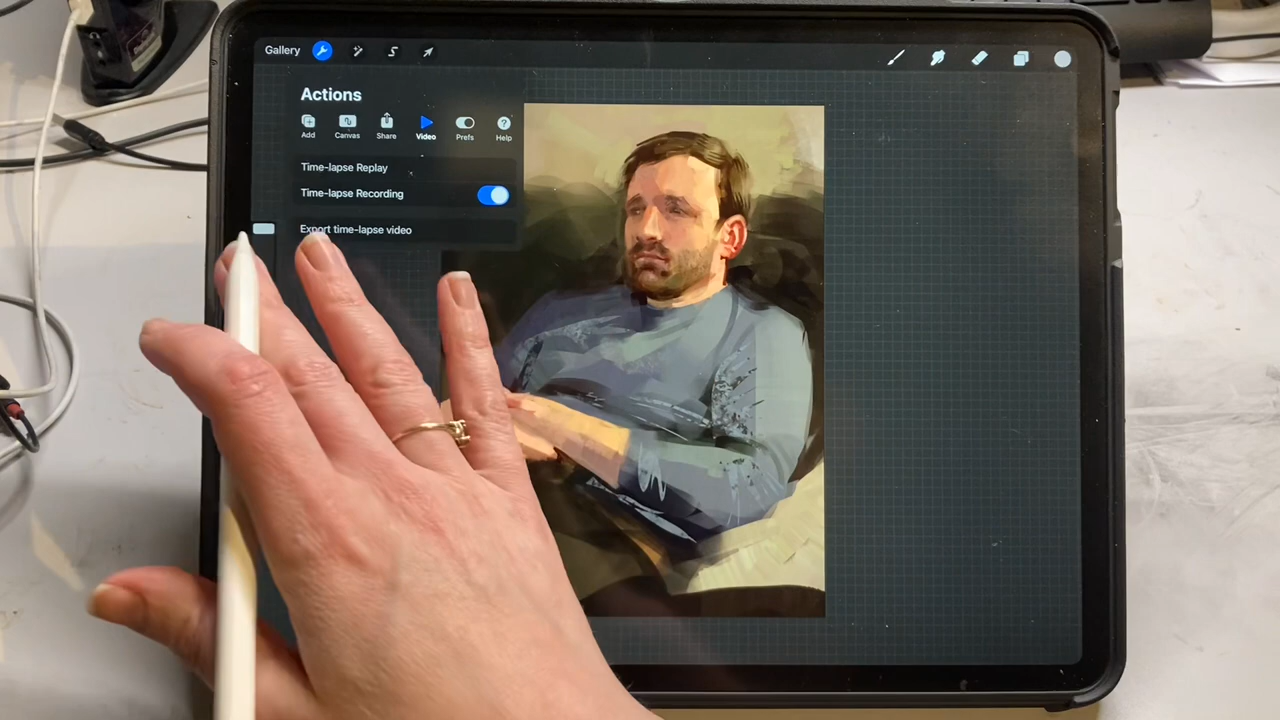 Gallery
Actions
Add Canvas Share Video Prefs Help
Time-lapse Replay
Time-lapse Recording
Export time-lapse video